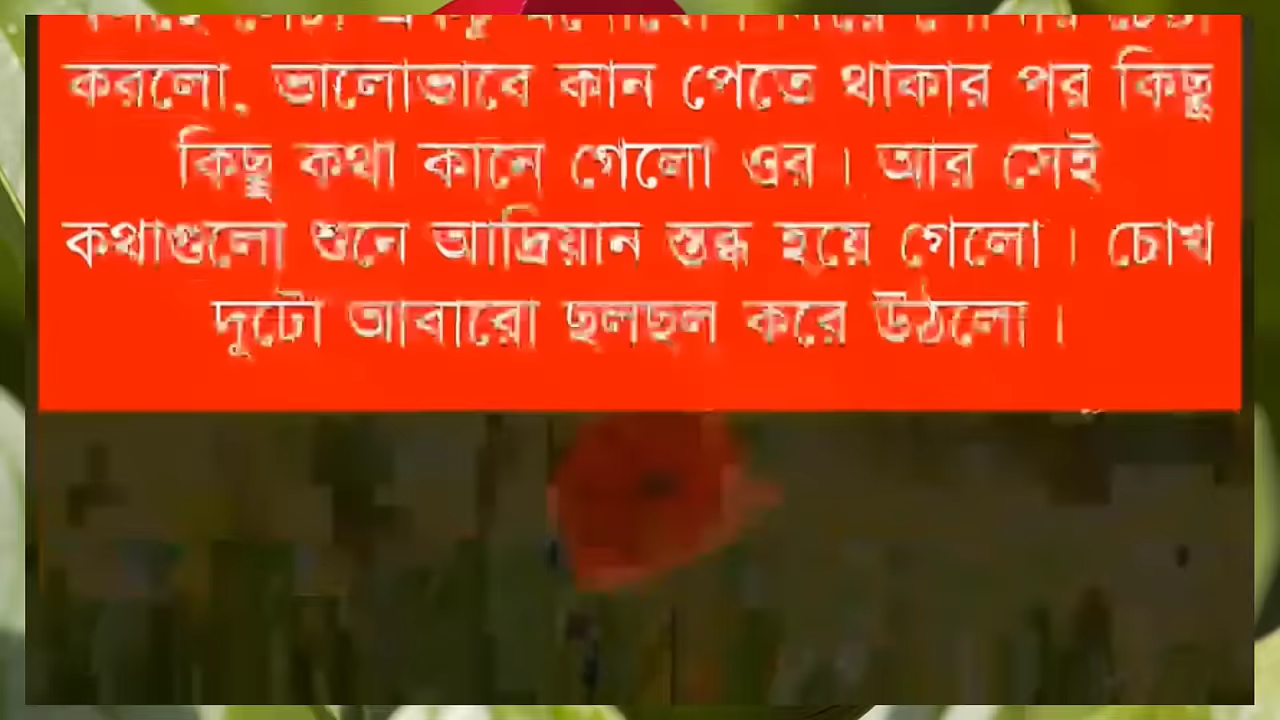 করলো, ভালোভাবে কান পেতে থাকার পর কিছু
কিছু কথা কানে গেলো ওর। আর সেই
কথাগুলো শুনে আদ্রিয়ান স্তব্ধ হয়ে গেলো। চোখ
দুটো আবারো ছলছল করে উঠলো।